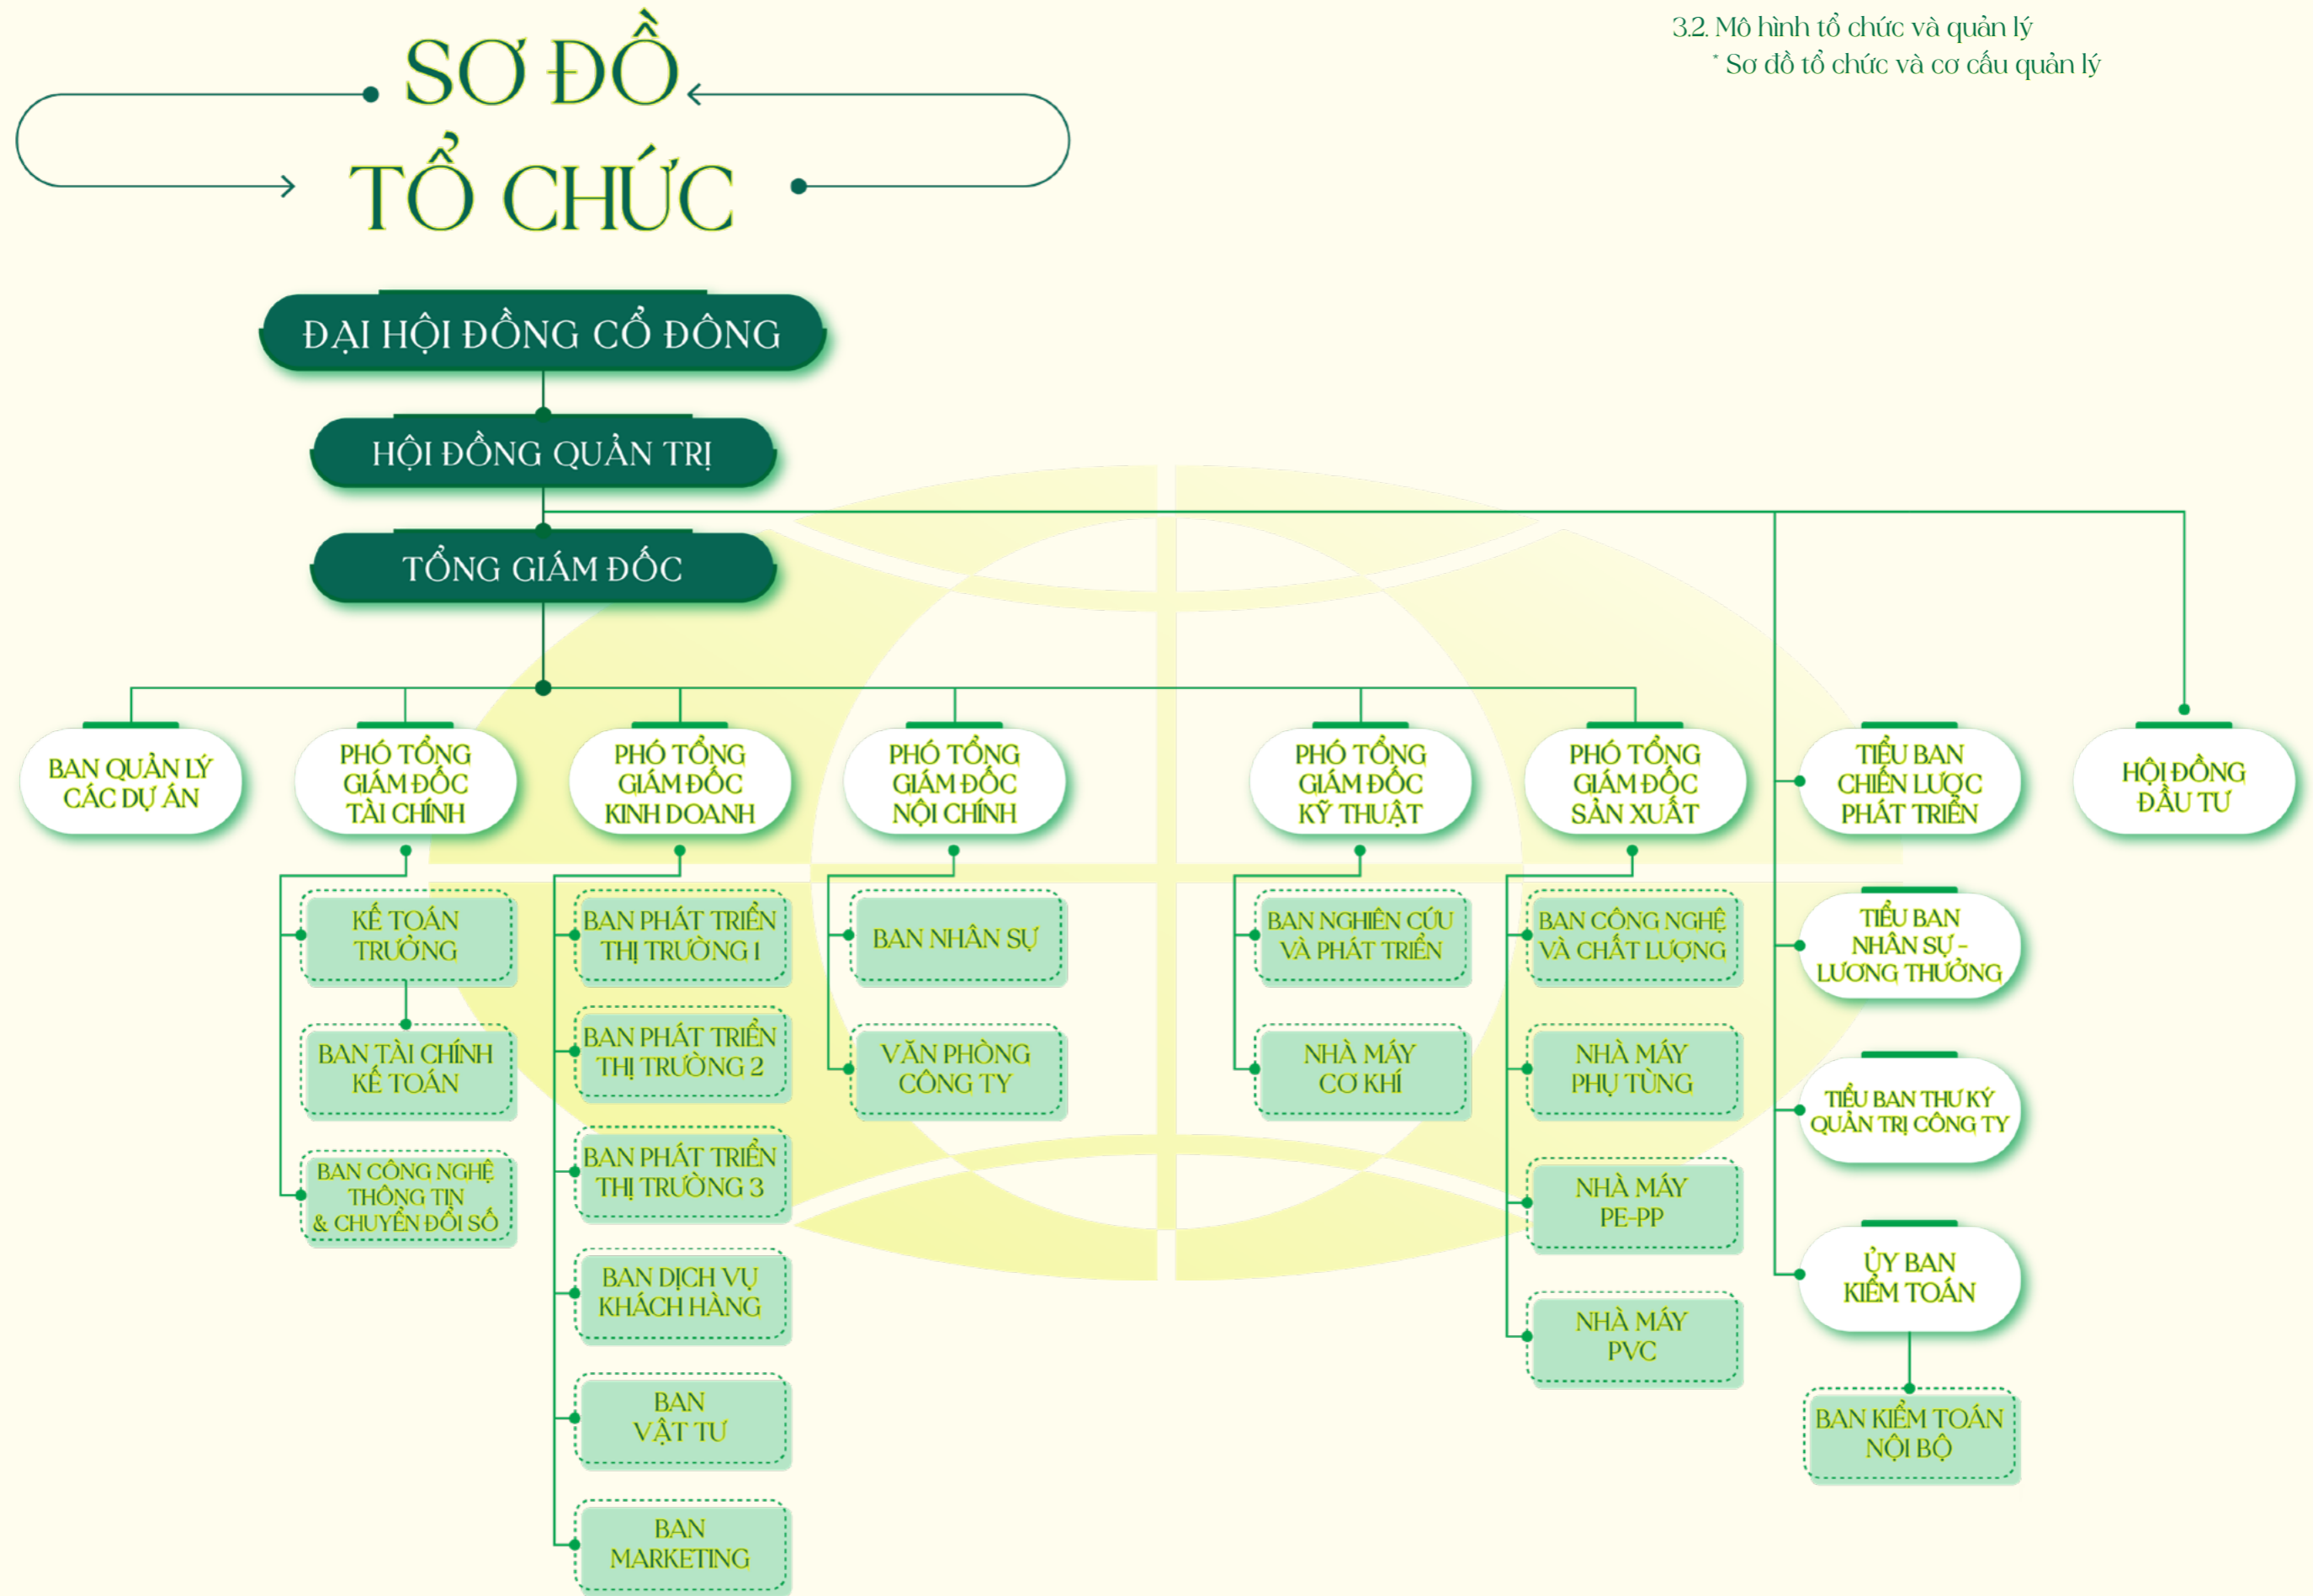 3.2. Mô hình tổ chức và quản lý
* Sơ đồ tổ chức và cơ cấu quản lý
SƠ ĐỒ
TỔ CHỨC
ĐẠI HỘI ĐỒNG CỔ ĐÔNG
HỘI ĐỒNG QUẢN TRỊ
TỔNG GIÁM ĐỐC
BAN QUẢN LÝ
CÁC DỰ ÁN
PHÓ TỔNG
GIÁM ĐỐC
TÀI CHÍNH
KẾ TOÁN
TRƯỞNG
BAN TÀI CHÍNH
KẾ TOÁN
BAN CÔNG NGHỆ
THÔNG TIN
& CHUYỂN ĐỔI SỐ
PHÓ TỔNG
GIÁM ĐỐC
KINH DOANH
BAN PHÁT TRIỂN
THỊ TRƯỜNG 1
BAN PHÁT TRIỂN
THỊ TRƯỜNG 2
BAN PHÁT TRIỂN
THỊ TRƯỜNG 3
BAN DỊCH VỤ
KHÁCH HÀNG
BAN
VẬT TƯ
BAN
MARKETING
PHÓ TỔNG
GIÁM ĐỐC
NỘI CHÍNH
BAN NHÂN SỰ
VĂN PHÒNG
CÔNG TY
PHÓ TỔNG
GIÁM ĐỐC
KỸ THUẬT
BAN NGHIÊN CỨU
VÀ PHÁT TRIỂN
NHÀ MÁY
CƠ KHÍ
PHÓ TỔNG
GIÁM ĐỐC
SẢN XUẤT
BAN CÔNG NGHỆ
VÀ CHẤT LƯỢNG
NHÀ MÁY
PHỤ TÙNG
NHÀ MÁY
PE-PP
NHÀ MÁY
PVC
TIỂU BAN
CHIẾN LƯỢC
PHÁT TRIỂN
TIỂU BAN
NHÂN SỰ -
LƯƠNG THƯỞNG
TIỂU BAN THƯ KÝ
QUẢN TRỊ CÔNG TY
ỦY BAN
KIỂM TOÁN
BAN KIỂM TOÁN
NỘI BỘ
HỘI ĐỒNG
ĐẦU TƯ